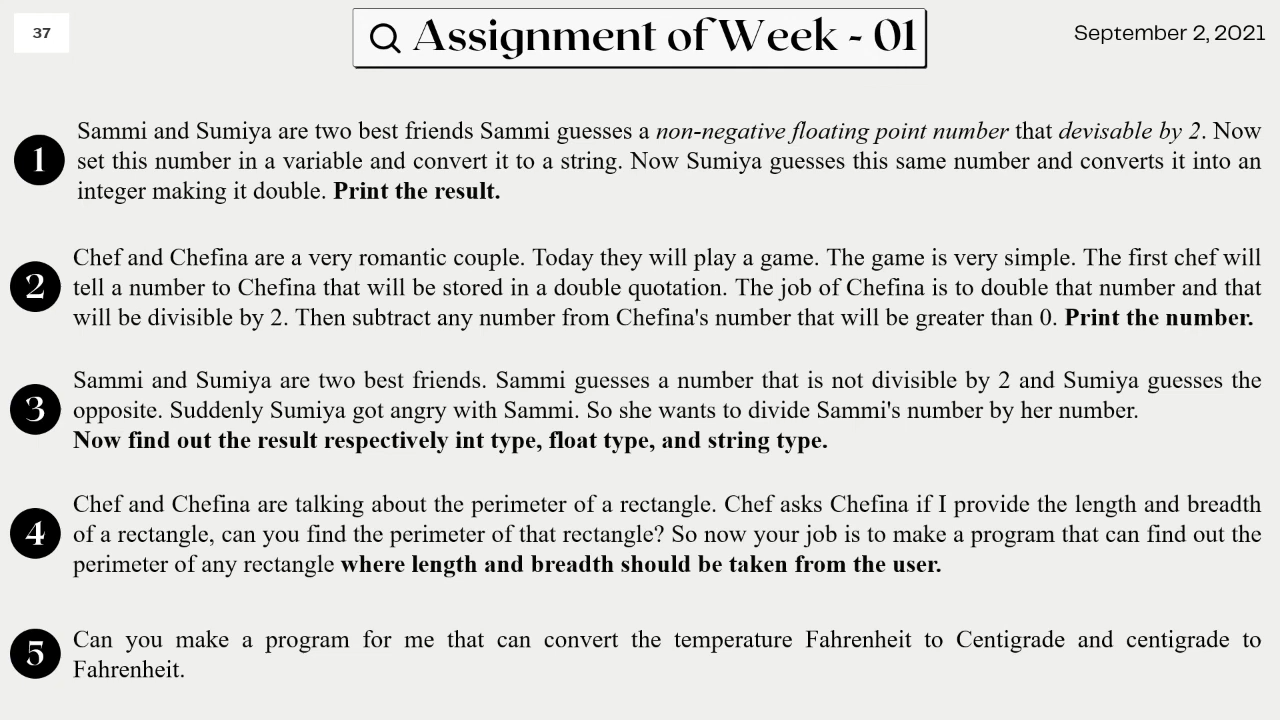 37
Assignment of Week - 01
September 2, 2021
1
Sammi and Sumiya are two best friends Sammi guesses a non-negative floating point number that devisable by 2. Now
set this number in a variable and convert it to a string. Now Sumiya guesses this same number and converts it into an
integer making it double. Print the result.
2
Chef and Chefina are a very romantic couple. Today they will play a game. The game is very simple. The first chef will
tell a number to Chefina that will be stored in a double quotation. The job of Chefina is to double that number and that
will be divisible by 2. Then subtract any number from Chefina's number that will be greater than 0. Print the number.
3
Sammi and Sumiya are two best friends. Sammi guesses a number that is not divisible by 2 and Sumiya guesses the
opposite. Suddenly Sumiya got angry with Sammi. So she wants to divide Sammi's number by her number.
Now find out the result respectively int type, float type, and string type.
4
Chef and Chefina are talking about the perimeter of a rectangle. Chef asks Chefina if I provide the length and breadth
of a rectangle, can you find the perimeter of that rectangle? So now your job is to make a program that can find out the
perimeter of any rectangle where length and breadth should be taken from the user.
5
Can you make a program for me that can convert the temperature Fahrenheit to Centigrade and centigrade to
Fahrenheit.